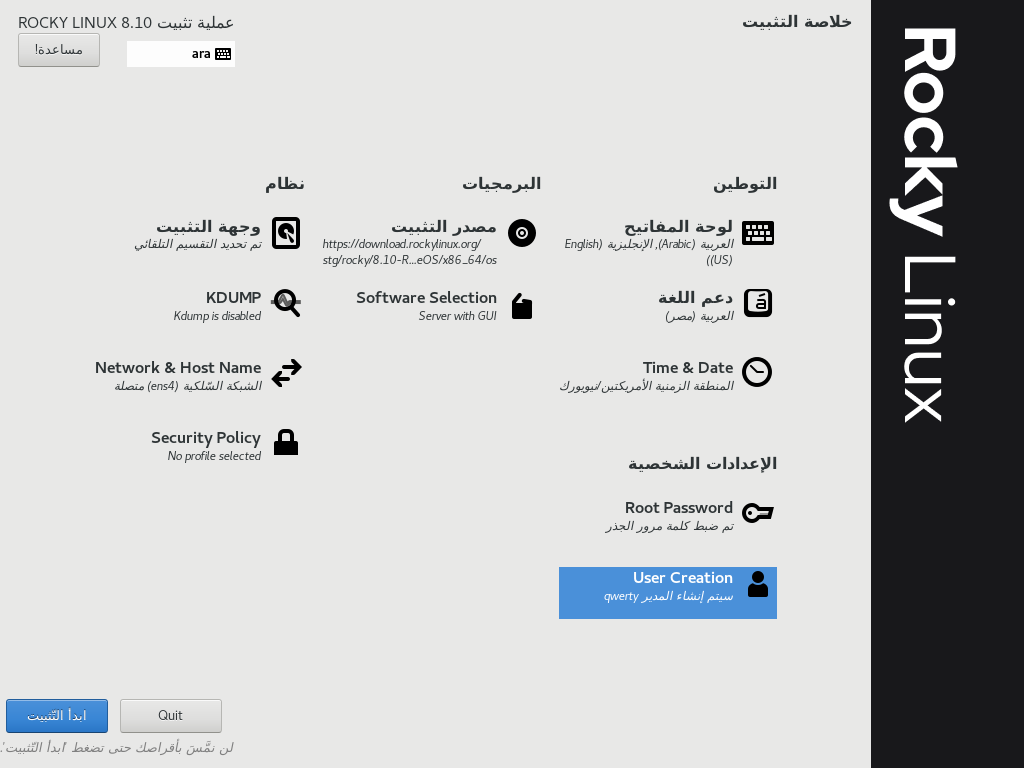 Rocky Linux
خلاصة التثبيت
عملية تثبيت ROCKY LINUX 8.10
ara
مساعدة!
التوطين
لوحة المفاتيح
العربية (Arabic), الإنجليزية (English
(US))
دعم اللغة
العربية (مصر)
Time & Date
المنطقة الزمنية الأمريكتين/نيويورك
البرمجيات
مصدر التثبيت
https://download.rockylinux.org/
stg/rocky/8.10-R...eOS/x86_64/os
Software Selection
Server with GUI
نظام
وجهة التثبيت
تم تحديد التقسيم التلقائي
KDUMP
Kdump is disabled
Network & Host Name
الشبكة السّلكية (ens4) متصلة
Security Policy
No profile selected
الإعدادات الشخصية
Root Password
تم ضبط كلمة مرور الجذر
User Creation
سيتم إنشاء المدير qwerty
Quit
ابدأ التّثبيت
لن نمَّسَ بأقراصك حتى تضغط 'ابدأ التّثبيت'.